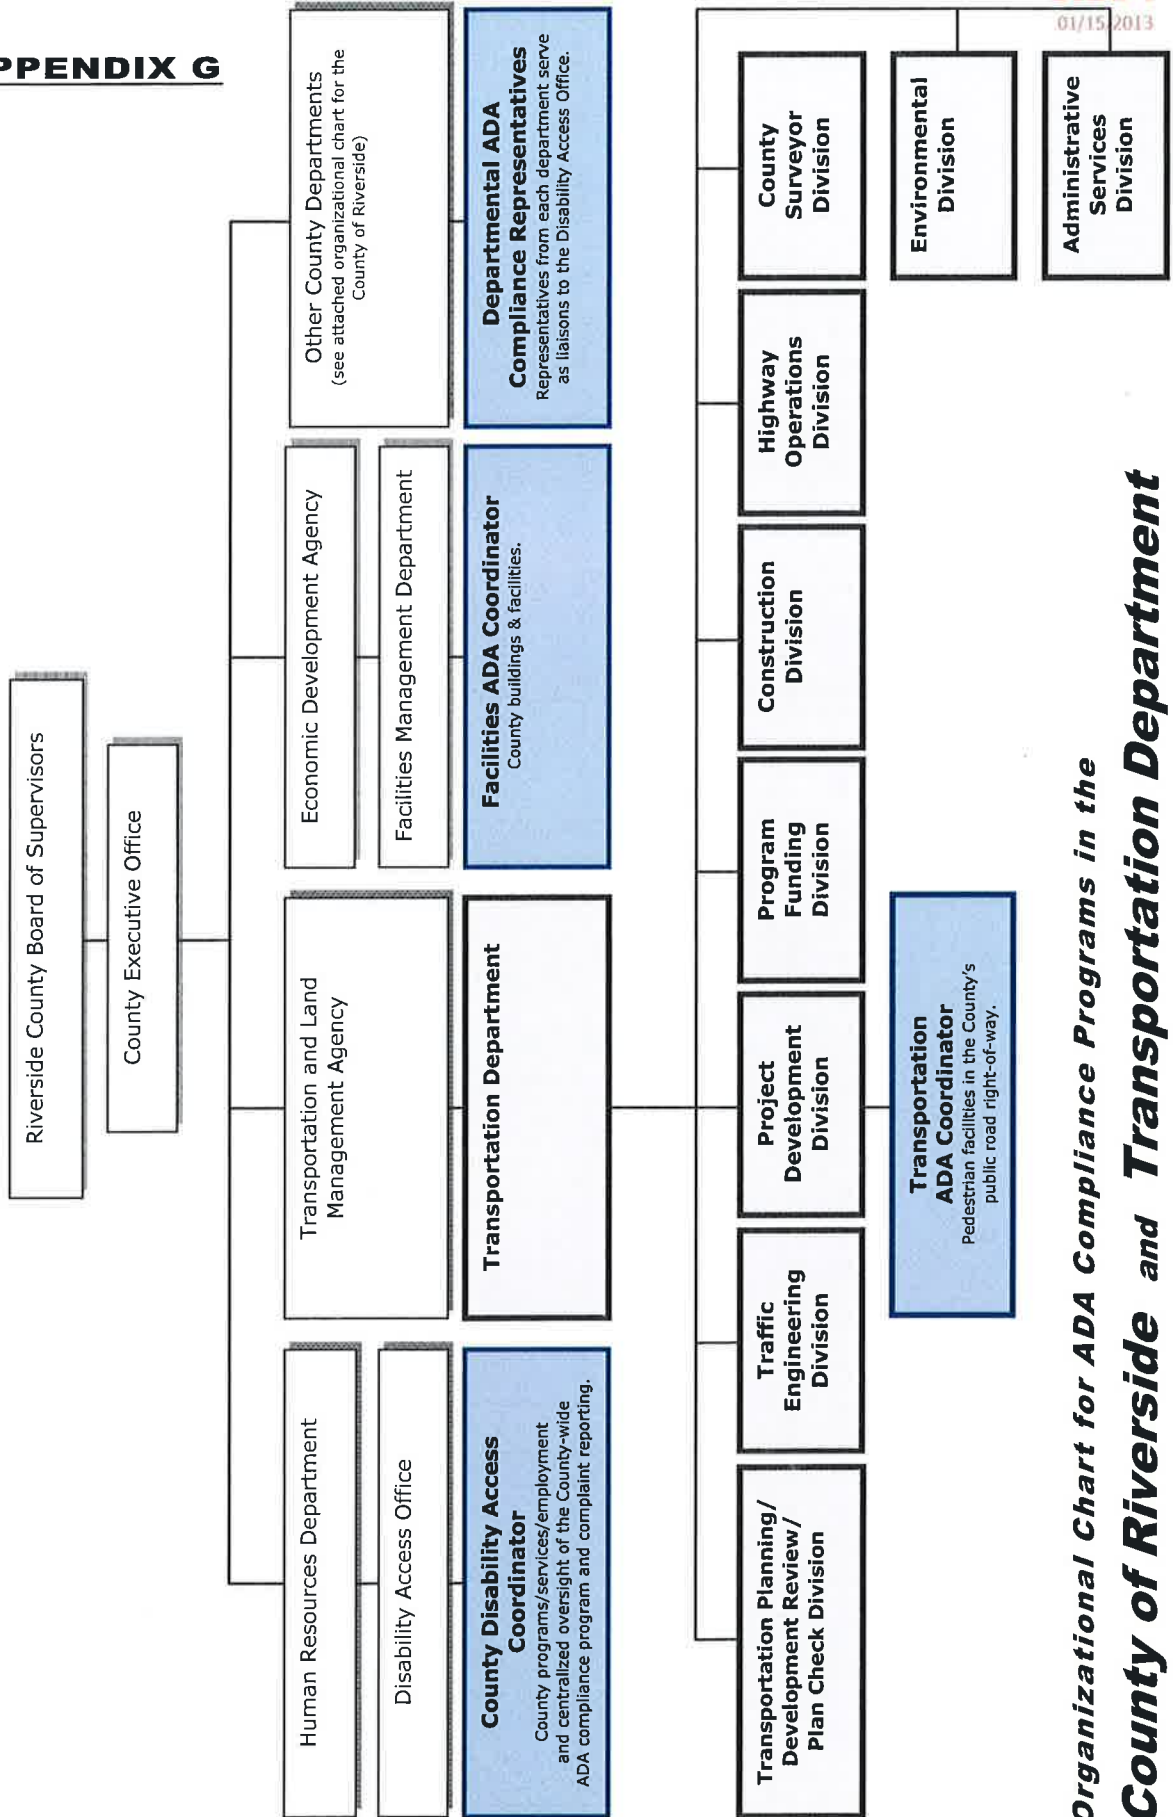 PPENDIX G
01/15/2013
Riverside County Board of Supervisors
County Executive Office
Human Resources Department
Disability Access Office
County Disability Access
Coordinator
County programs/services/employment
and centralized oversight of the County-wide
ADA compliance program and complaint reporting.
Transportation and Land
Management Agency
Transportation Department
Economic Development Agency
Facilities Management Department
Facilities ADA Coordinator
County buildings & facilities.
Other County Departments
(see attached organizational chart for the
County of Riverside)
Departmental ADA
Compliance Representatives
Representatives from each department serve
as liaisons to the Disability Access Office.
Transportation Planning/
Development Review/
Plan Check Division
Traffic
Engineering
Division
Project
Development
Division
Program
Funding
Division
Construction
Division
Highway
Operations
Division
County
Surveyor
Division
Transportation
ADA Coordinator
Pedestrian facilities in the County's
public road right-of-way.
Environmental
Division
Administrative
Services
Division
Organizational Chart for ADA Compliance Programs in the
County of Riverside and Transportation Department